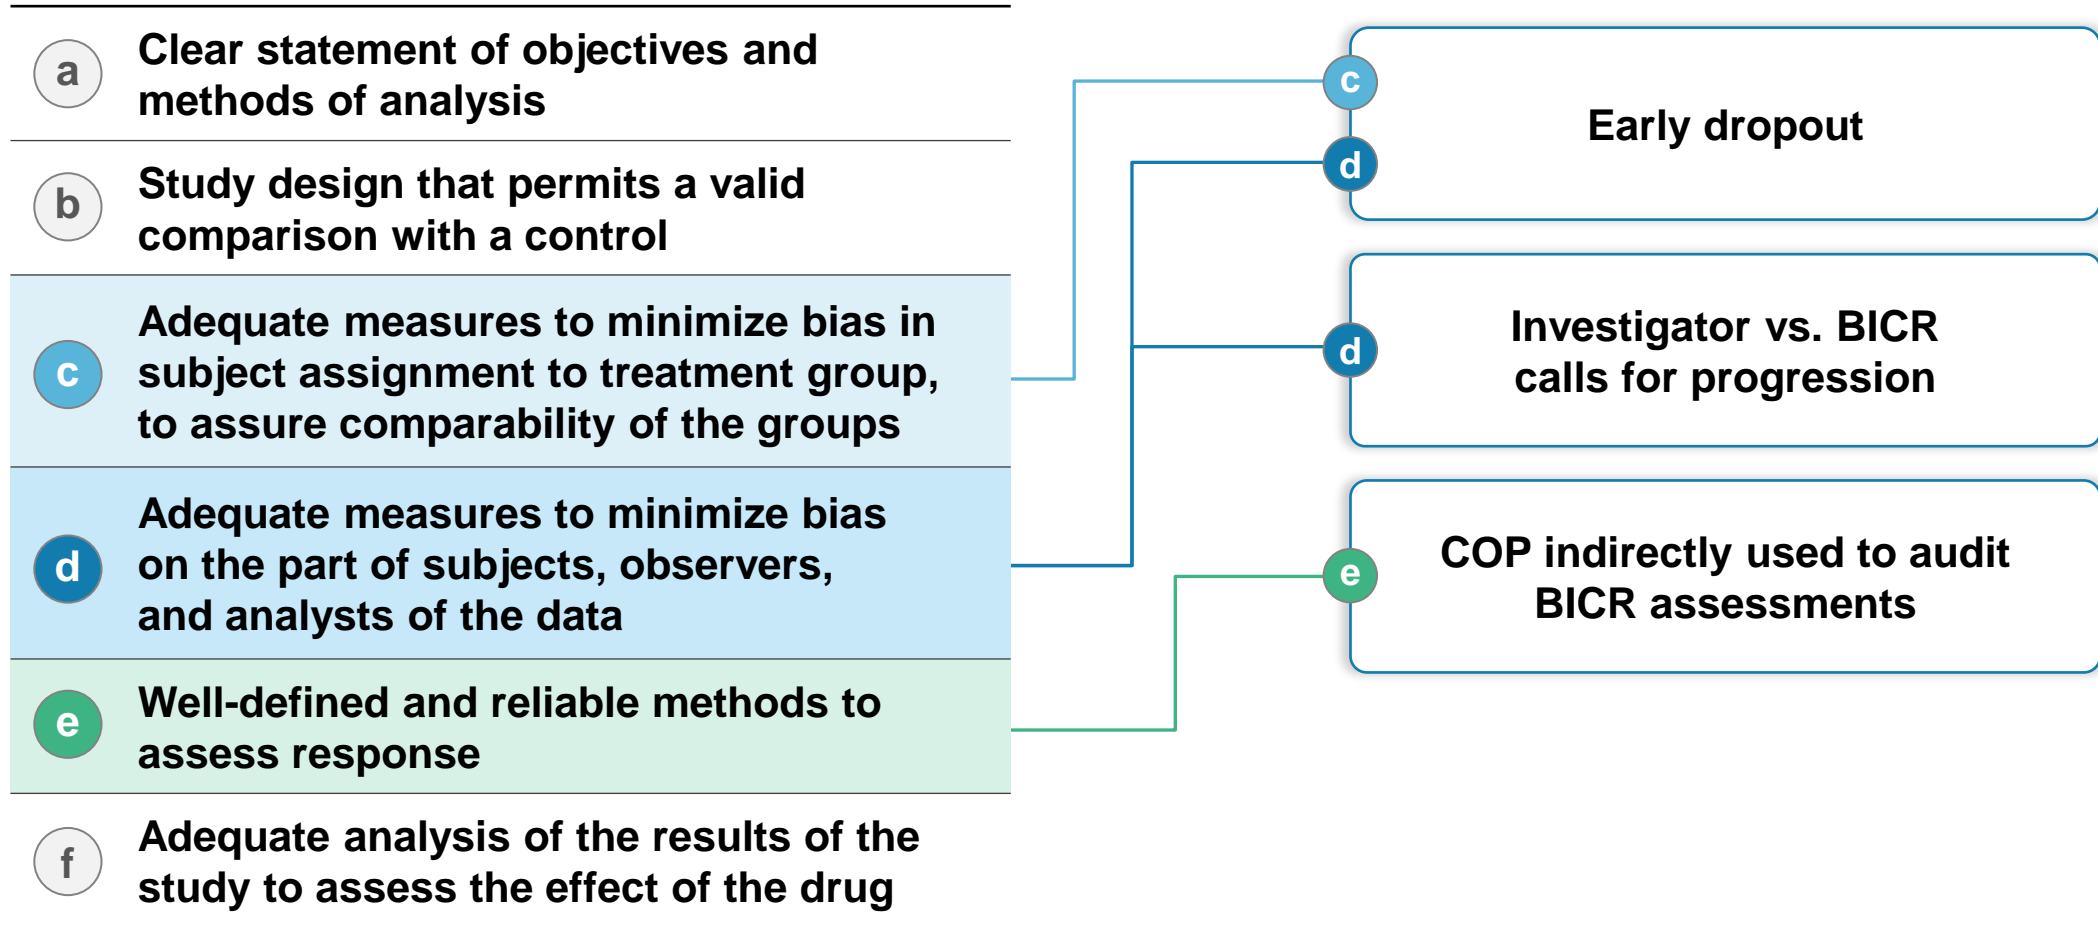 a
Clear statement of objectives and
methods of analysis
b
Study design that permits a valid
comparison with a control
c
Adequate measures to minimize bias in
subject assignment to treatment group,
to assure comparability of the groups
d
Adequate measures to minimize bias
on the part of subjects, observers,
and analysts of the data
e
Well-defined and reliable methods to
assess response
f
Adequate analysis of the results of the
study to assess the effect of the drug
c
d
Early dropout
d
Investigator vs. BICR
calls for progression
e
COP indirectly used to audit
BICR assessments